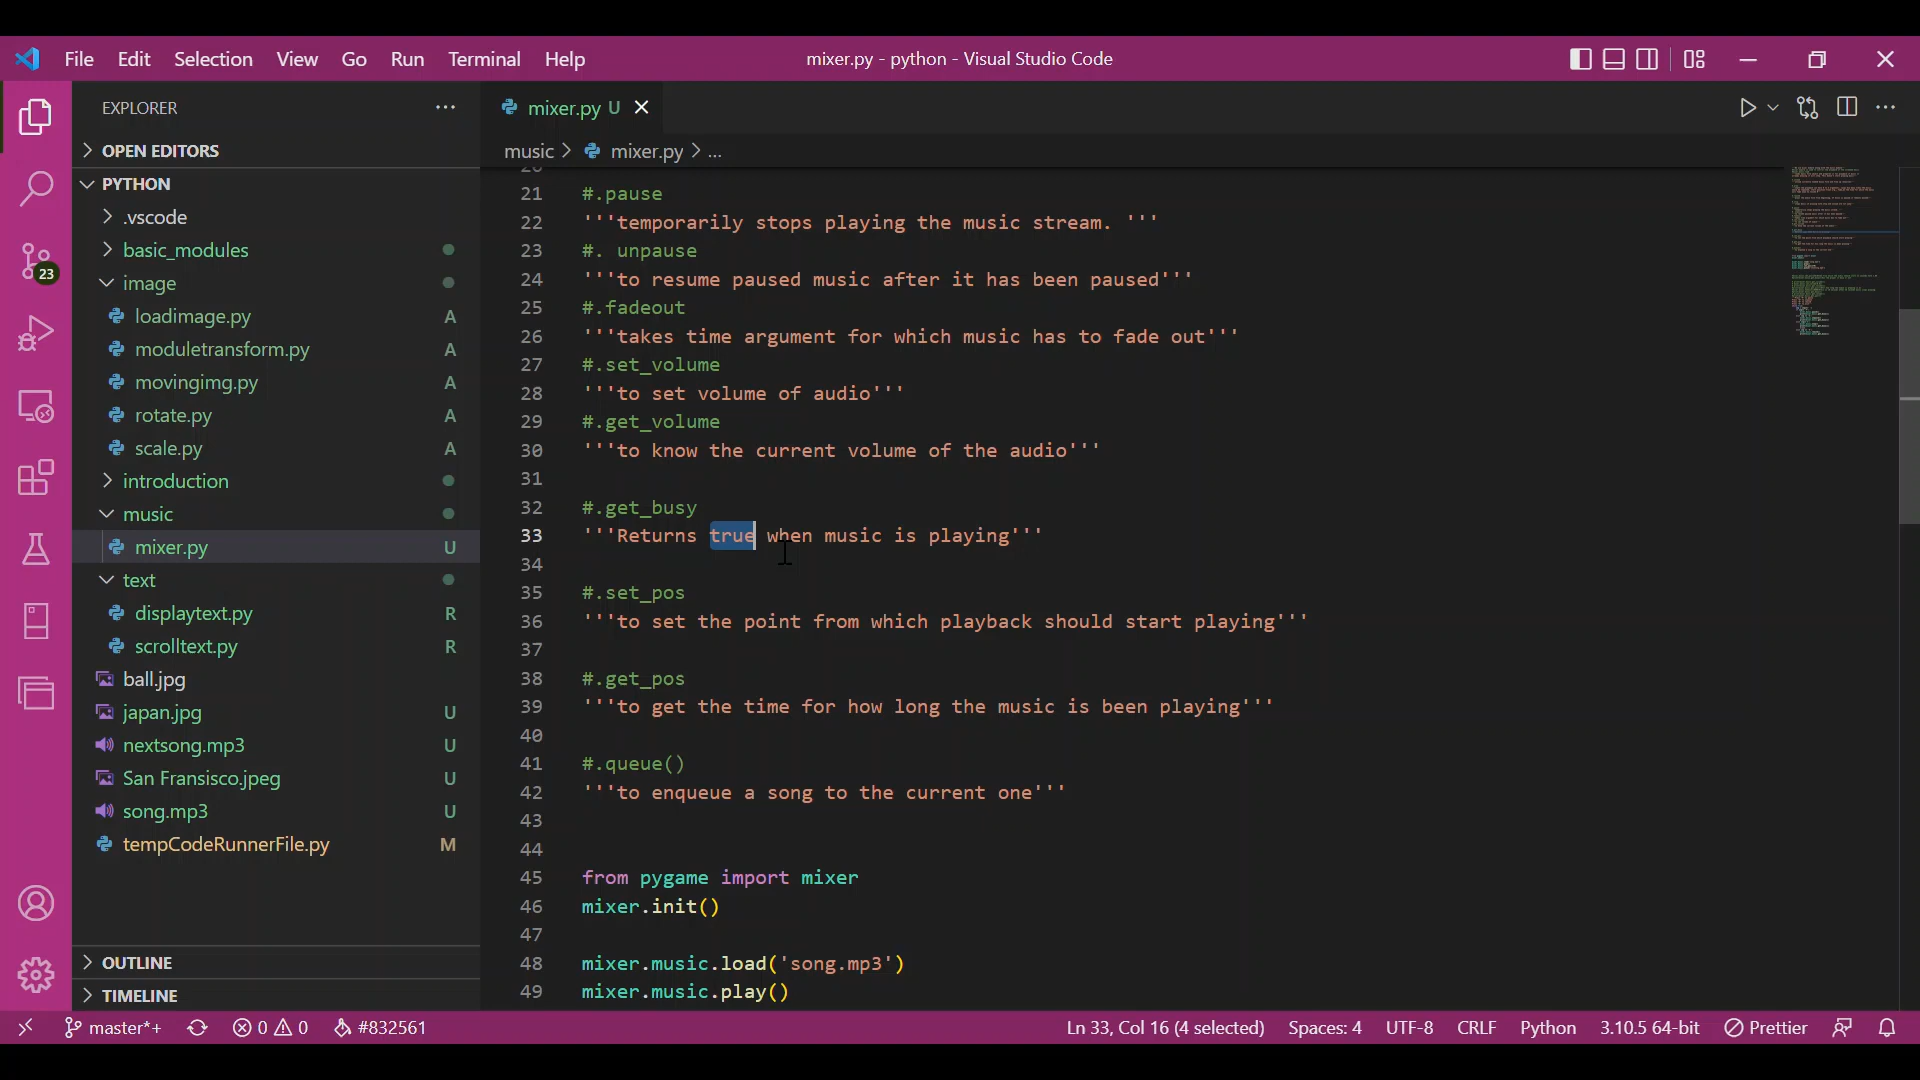 File Edit Selection View Go Run Terminal Help mixer.py - python - Visual Studio Code
EXPLORER ···
mixer.py U
OPEN EDITORS
music > mixer.py > ...
PYTHON
.vscode
basic_modules
image
loadimage.py A
moduletransform.py A
movingimg.py A
rotate.py A
scale.py A
introduction
music
mixer.py U
text
displaytext.py R
scrolltext.py R
ball.jpg
japan.jpg U
nextsong.mp3 U
San Fransisco.jpeg U
song.mp3 U
tempCodeRunnerFile.py M
OUTLINE
TIMELINE
23
20
21 #.pause
22 '''temporarily stops playing the music stream. '''
23 #. unpause
24 '''to resume paused music after it has been paused'''
25 #.fadeout
26 '''takes time argument for which music has to fade out'''
27 #.set_volume
28 '''to set volume of audio'''
29 #.get_volume
30 '''to know the current volume of the audio'''
31
32 #.get_busy
33 '''Returns true when music is playing'''
34
35 #.set_pos
36 '''to set the point from which playback should start playing'''
37
38 #.get_pos
39 '''to get the time for how long the music is been playing'''
40
41 #.queue()
42 '''to enqueue a song to the current one'''
43
44
45 from pygame import mixer
46 mixer.init()
47
48 mixer.music.load('song.mp3')
49 mixer.music.play()
master*+ 0 0 #832561 Ln 33, Col 16 (4 selected) Spaces: 4 UTF-8 CRLF Python 3.10.5 64-bit Prettier